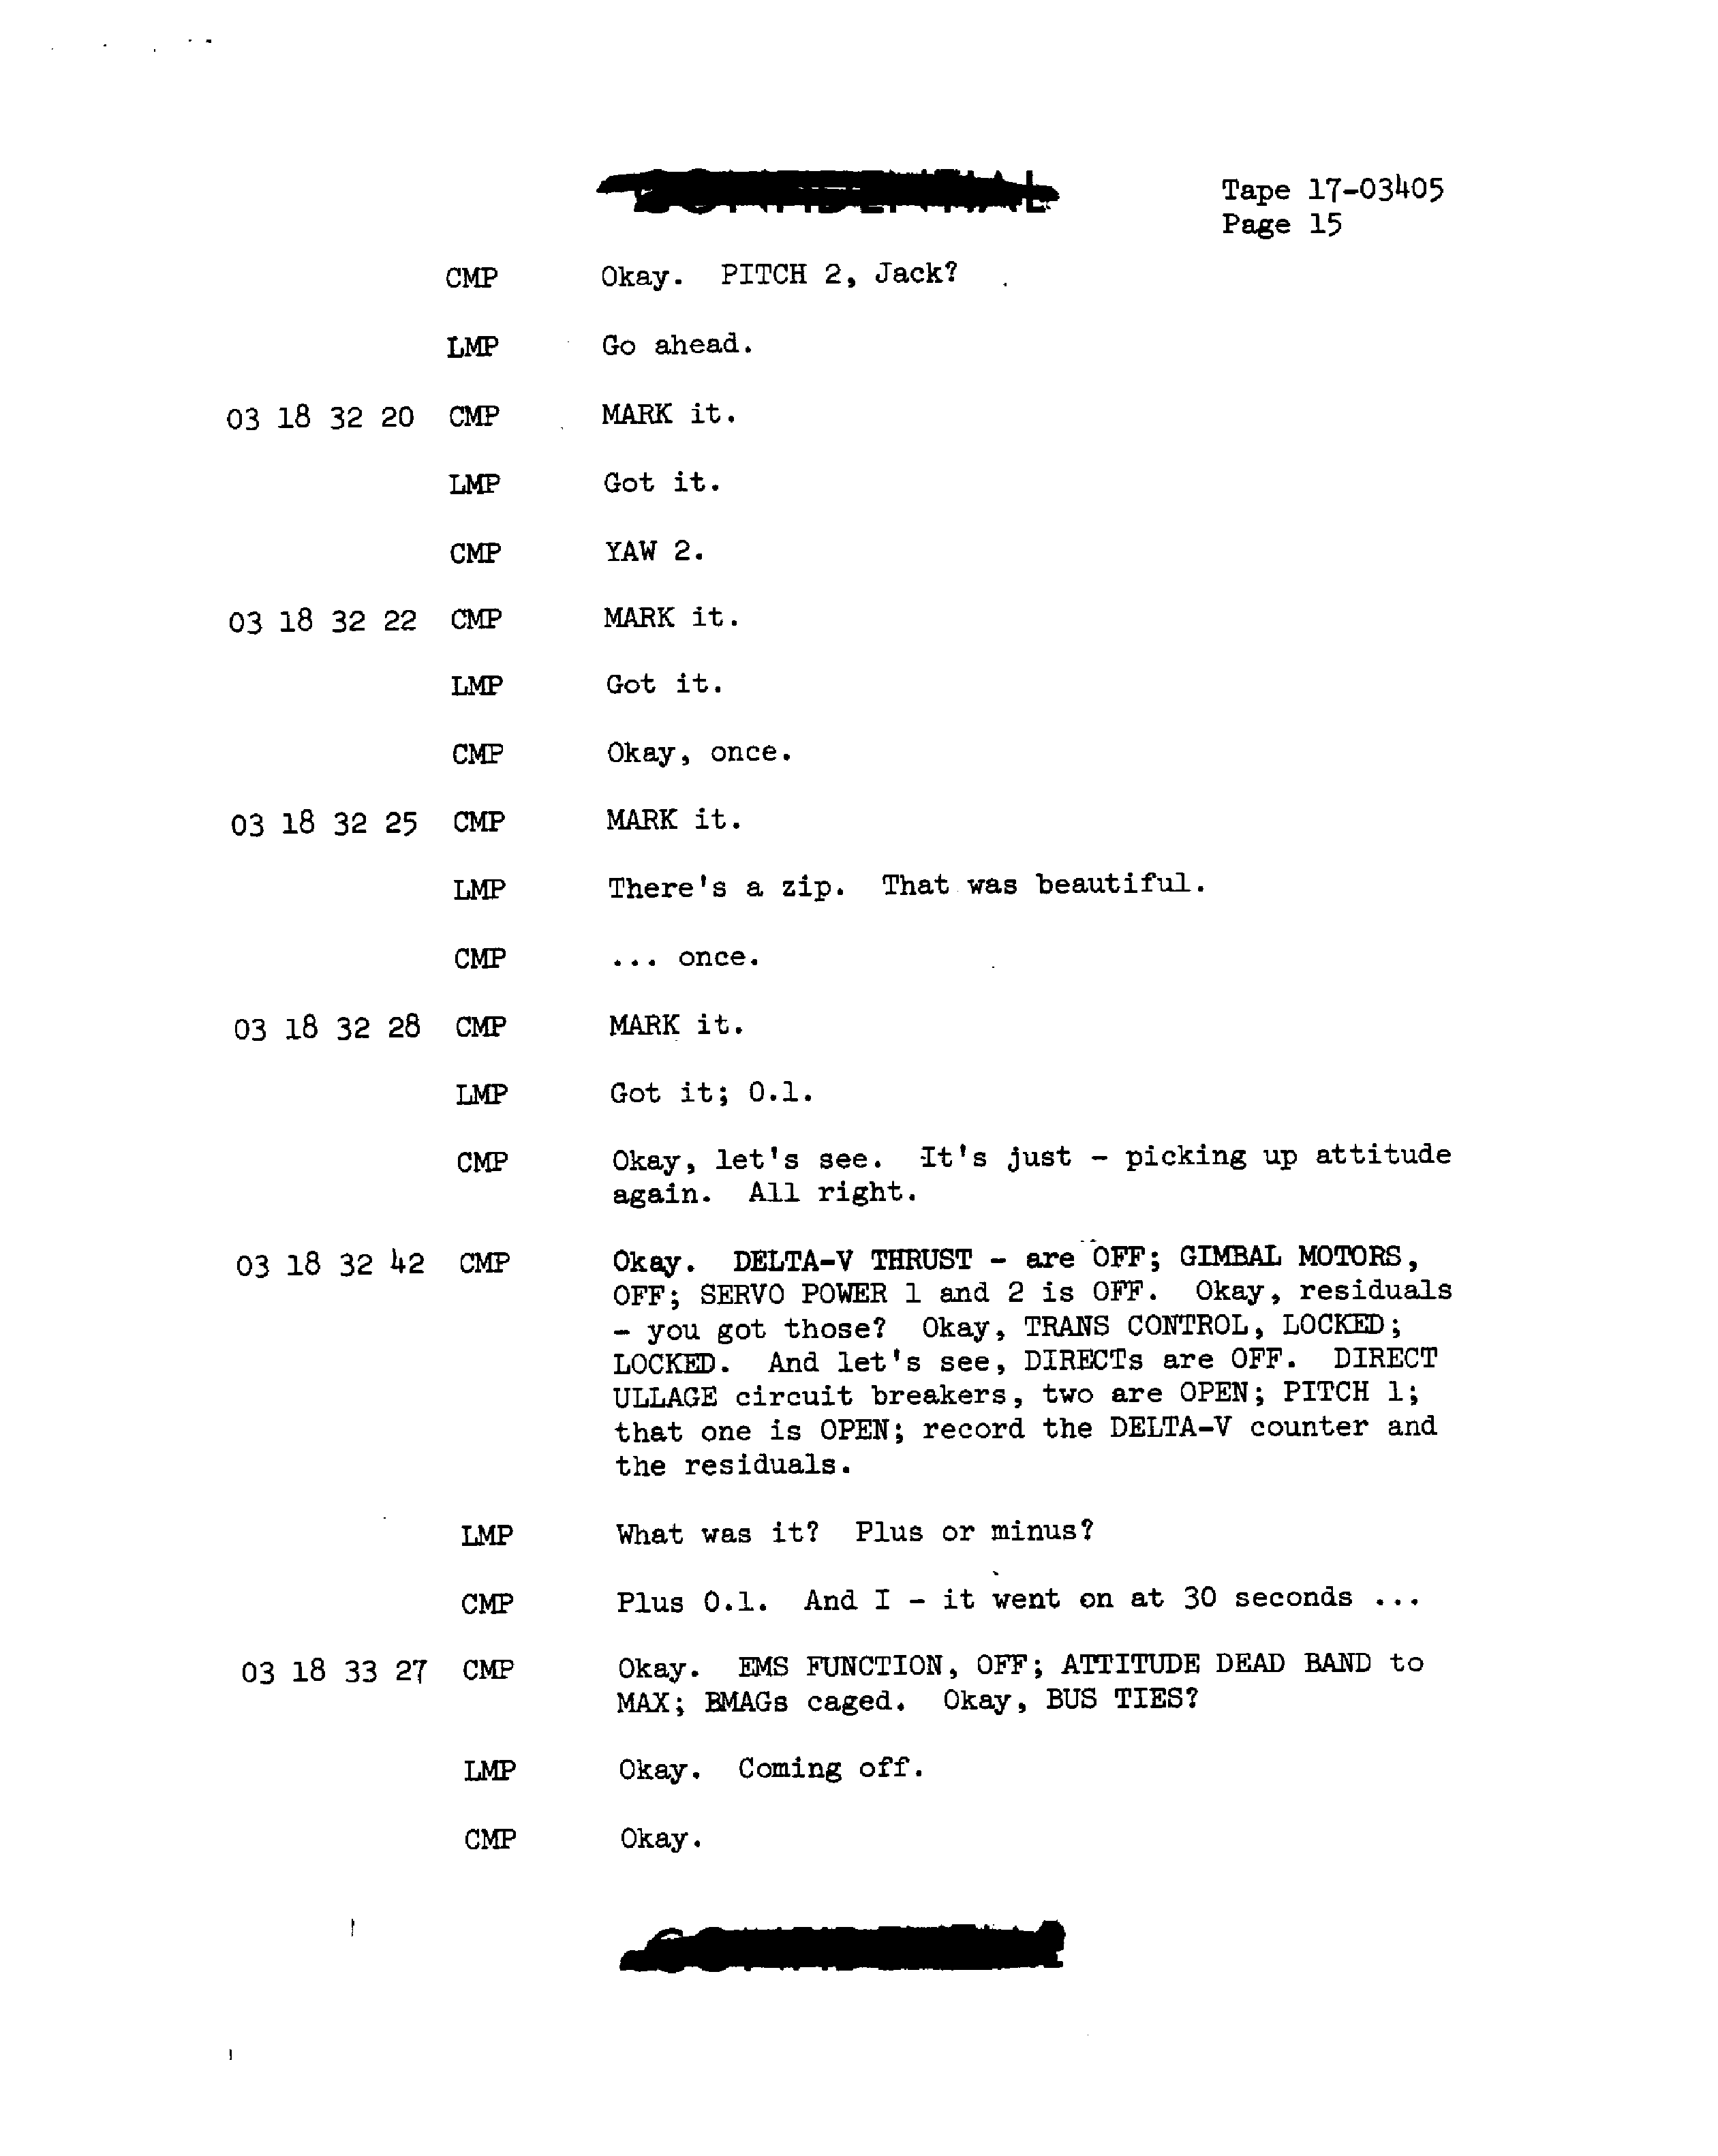 Tape 17-03405
Page 15
CMP Okay. PITCH 2, Jack?
LMP Go ahead.
03 18 32 20 CMP MARK it.
LMP Got it.
CMP YAW 2.
03 18 32 22 CMP MARK it.
LMP Got it.
CMP Okay, once.
03 18 32 25 CMP MARK it.
LMP There's a zip. That was beautiful.
CMP ... once.
03 18 32 28 CMP MARK it.
LMP Got it; 0.1.
CMP Okay, let's see. It's just - picking up attitude
again. All right.
03 18 32 42 CMP Okay. DELTA-V THRUST - are OFF; GIMBAL MOTORS,
OFF; SERVO POWER 1 and 2 is OFF. Okay, residuals
- you got those? Okay, TRANS CONTROL, LOCKED;
LOCKED. And let's see, DIRECTs are OFF. DIRECT
ULLAGE circuit breakers, two are OPEN; PITCH 1;
that one is OPEN; record the DELTA-V counter and
the residuals.
LMP What was it? Plus or minus?
CMP Plus 0.1. And I - it went on at 30 seconds ...
03 18 33 27 CMP Okay. EMS FUNCTION, OFF; ATTITUDE DEAD BAND to
MAX; BMAGs caged. Okay, BUS TIES?
LMP Okay. Coming off.
CMP Okay.